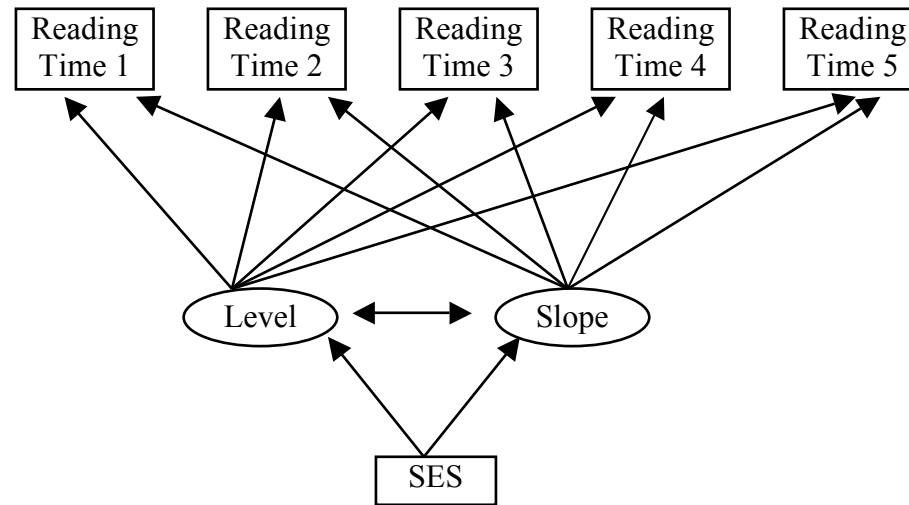 Reading
Time 1
Reading
Time 2
Reading
Time 3
Reading
Time 4
Reading
Time 5
Level
Slope
SES